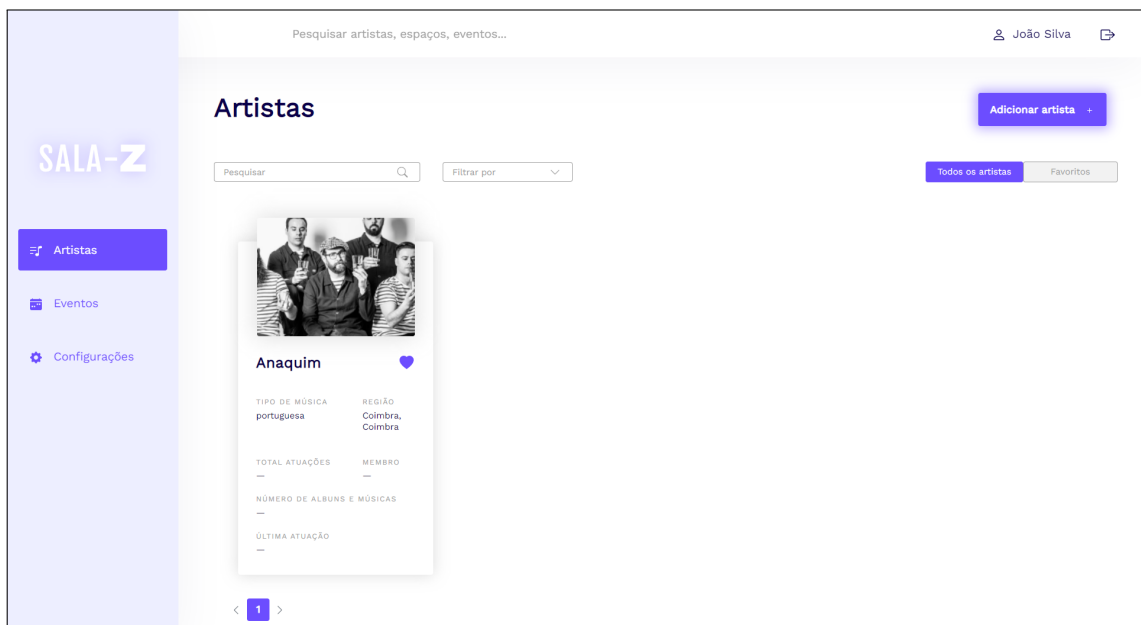 Pesquisar artistas, espaços, eventos...
João Silva
SALA-Z
Artistas
Eventos
Configurações
Artistas
Adicionar artista +
Pesquisar
Filtrar por
Todos os artistas
Favoritos
Anaquim
TIPO DE MÚSICA
portuguesa
REGIÃO
Coimbra,
Coimbra
TOTAL ATUAÇÕES
—
MEMBRO
—
NÚMERO DE ALBUNS E MÚSICAS
—
ÚLTIMA ATUAÇÃO
—
< 1 >